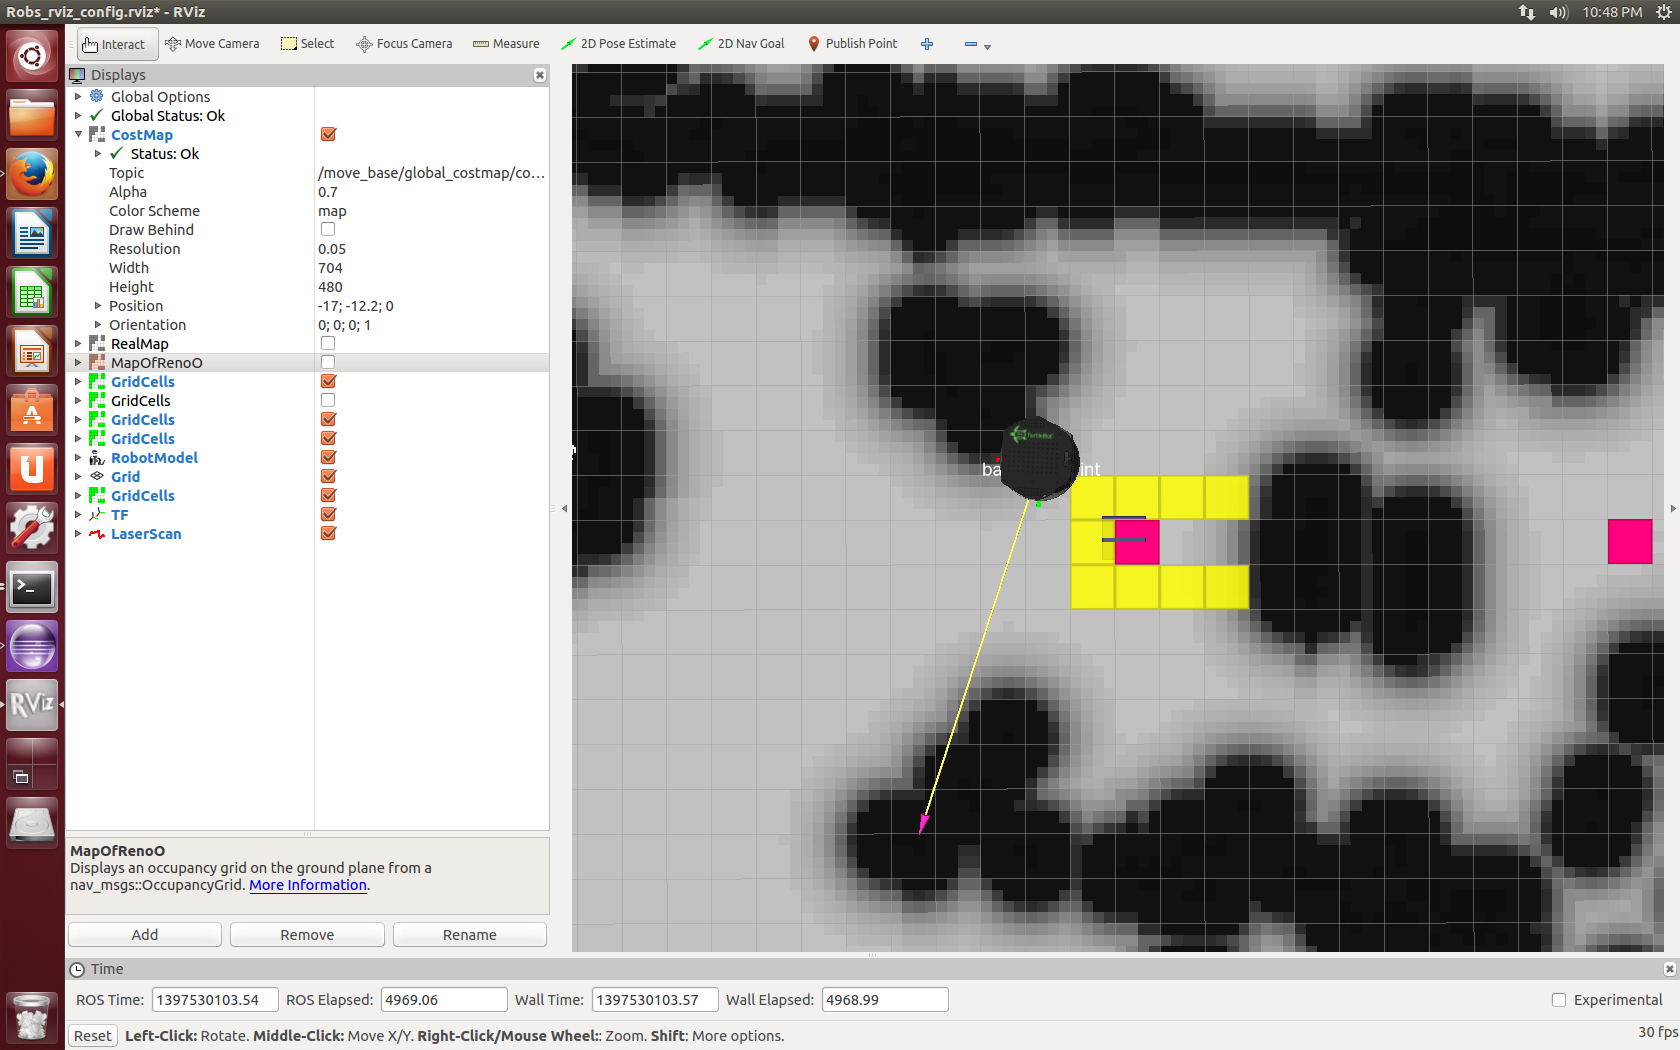 Robs_rviz_config.rviz* - RViz
10:48 PM
Interact Move Camera Select Focus Camera Measure 2D Pose Estimate 2D Nav Goal Publish Point
Displays
Global Options
Global Status: Ok
CostMap
Status: Ok
Topic /move_base/global_costmap/co...
Alpha 0.7
Color Scheme map
Draw Behind
Resolution 0.05
Width 704
Height 480
Position -17; -12.2; 0
Orientation 0; 0; 0; 1
RealMap
MapOfRenoO
GridCells
GridCells
GridCells
GridCells
RobotModel
Grid
GridCells
TF
LaserScan
RViz
TurtleBot
ba int
MapOfRenoO
Displays an occupancy grid on the ground plane from a
nav_msgs::OccupancyGrid. More Information.
Add Remove Rename
Time
ROS Time: 1397530103.54 ROS Elapsed: 4969.06 Wall Time: 1397530103.57 Wall Elapsed: 4968.99 Experimental
Reset Left-Click: Rotate. Middle-Click: Move X/Y. Right-Click/Mouse Wheel:: Zoom. Shift: More options. 30 fps